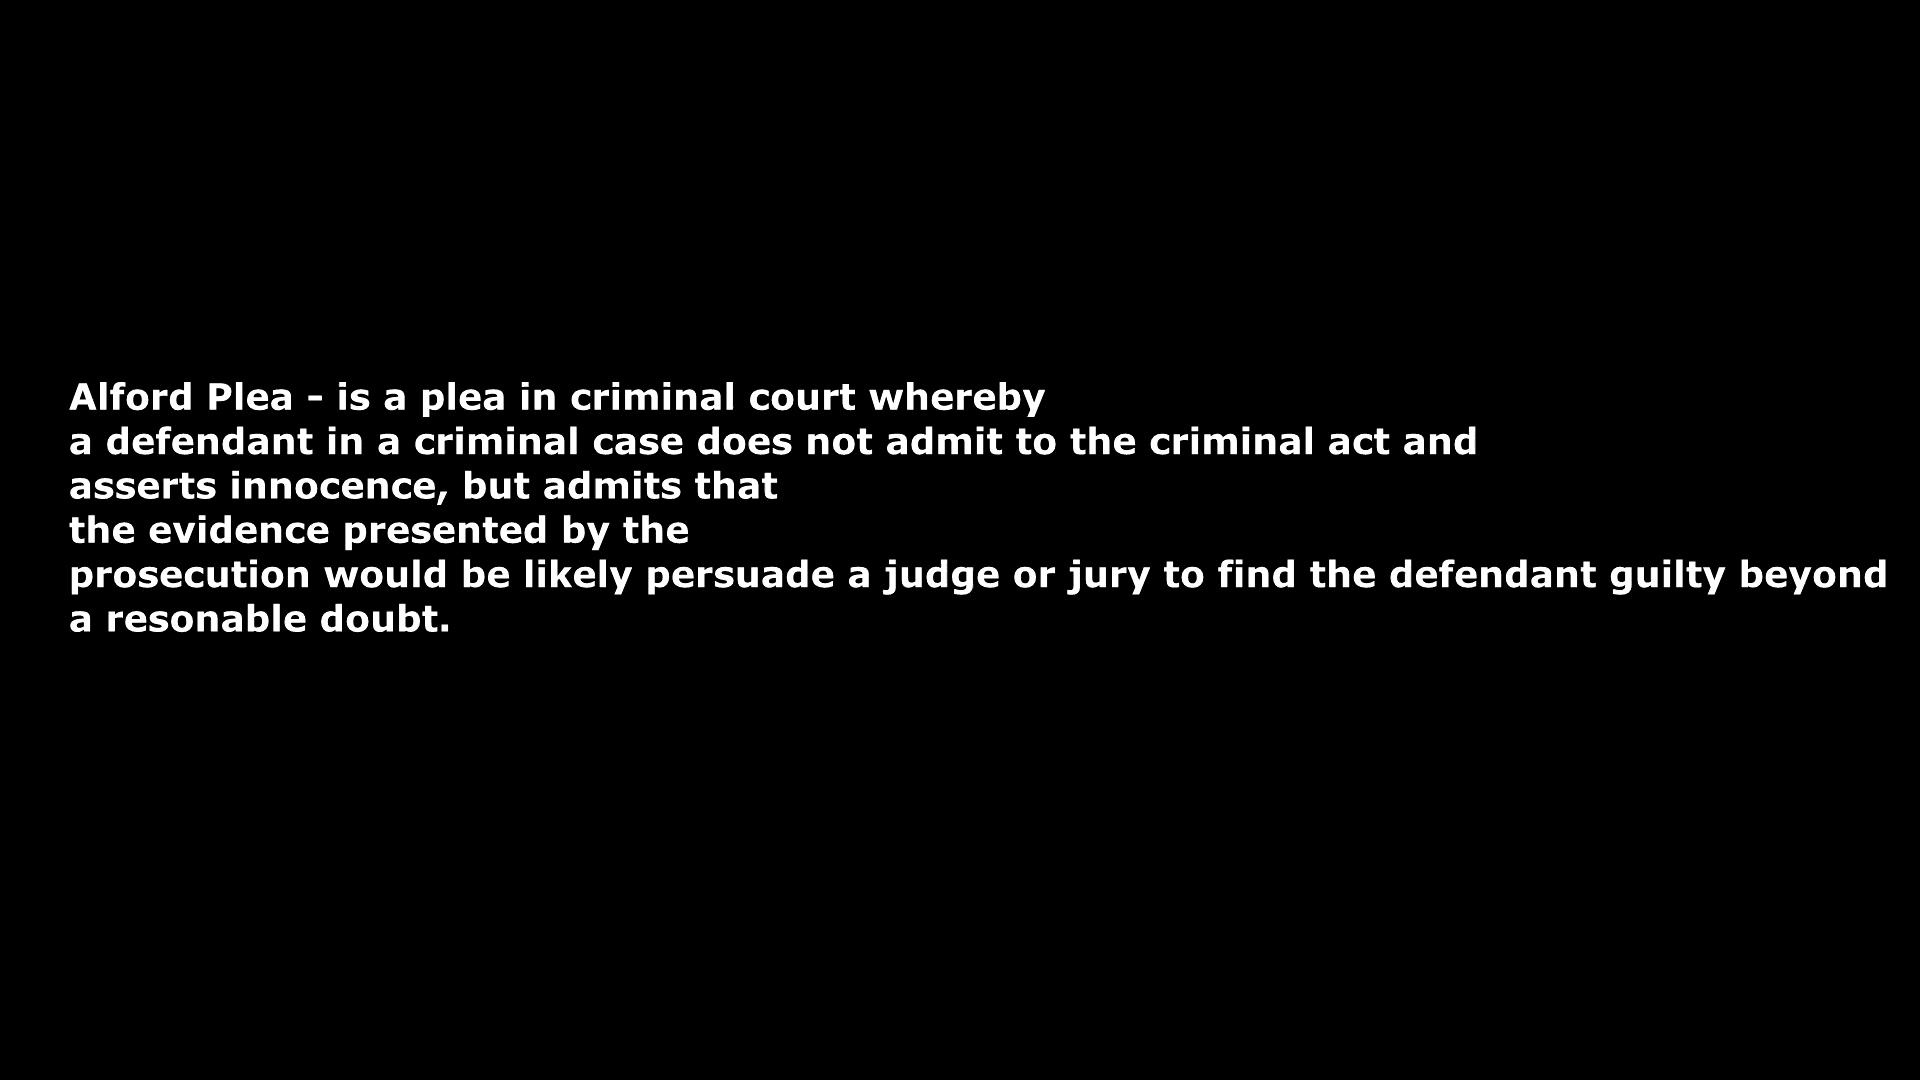 Alford Plea - is a plea in criminal court whereby
a defendant in a criminal case does not admit to the criminal act and
asserts innocence, but admits that
the evidence presented by the
prosecution would be likely persuade a judge or jury to find the defendant guilty beyond
a resonable doubt.